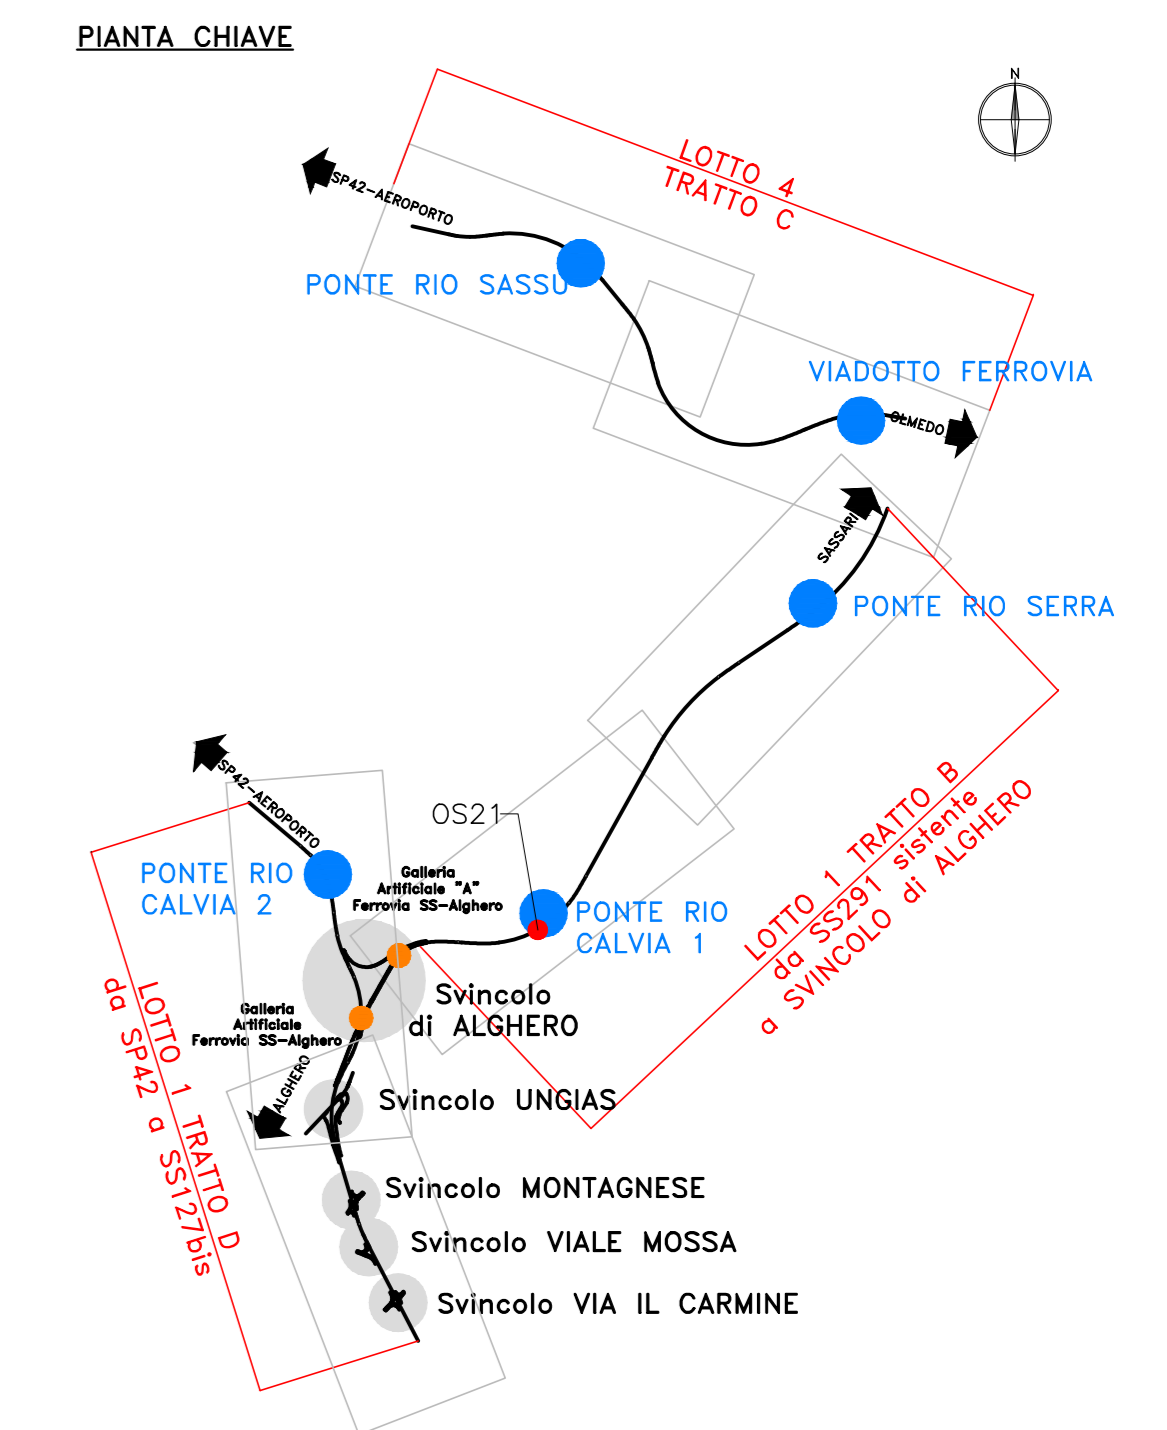 PIANTA CHIAVE
N
LOTTO 4
TRATTO C
SP42-AEROPORTO
PONTE RIO SASSU
VIADOTTO FERROVIA
OLMEDO
SASSARI
PONTE RIO SERRA
SP42-AEROPORTO
OS21
LOTTO 1 TRATTO B
da SS291 sistente
a SVINCOLO di ALGHERO
PONTE RIO
CALVIA 2
Galleria
Artificiale "A"
Ferrovia SS-Alghero
PONTE RIO
CALVIA 1
Svincolo
di ALGHERO
Galleria
Artificiale
Ferrovia SS-Alghero
LOTTO 1 TRATTO D
da SP42 a SS127bis
ALGHERO
Svincolo UNGIAS
Svincolo MONTAGNESE
Svincolo VIALE MOSSA
Svincolo VIA IL CARMINE